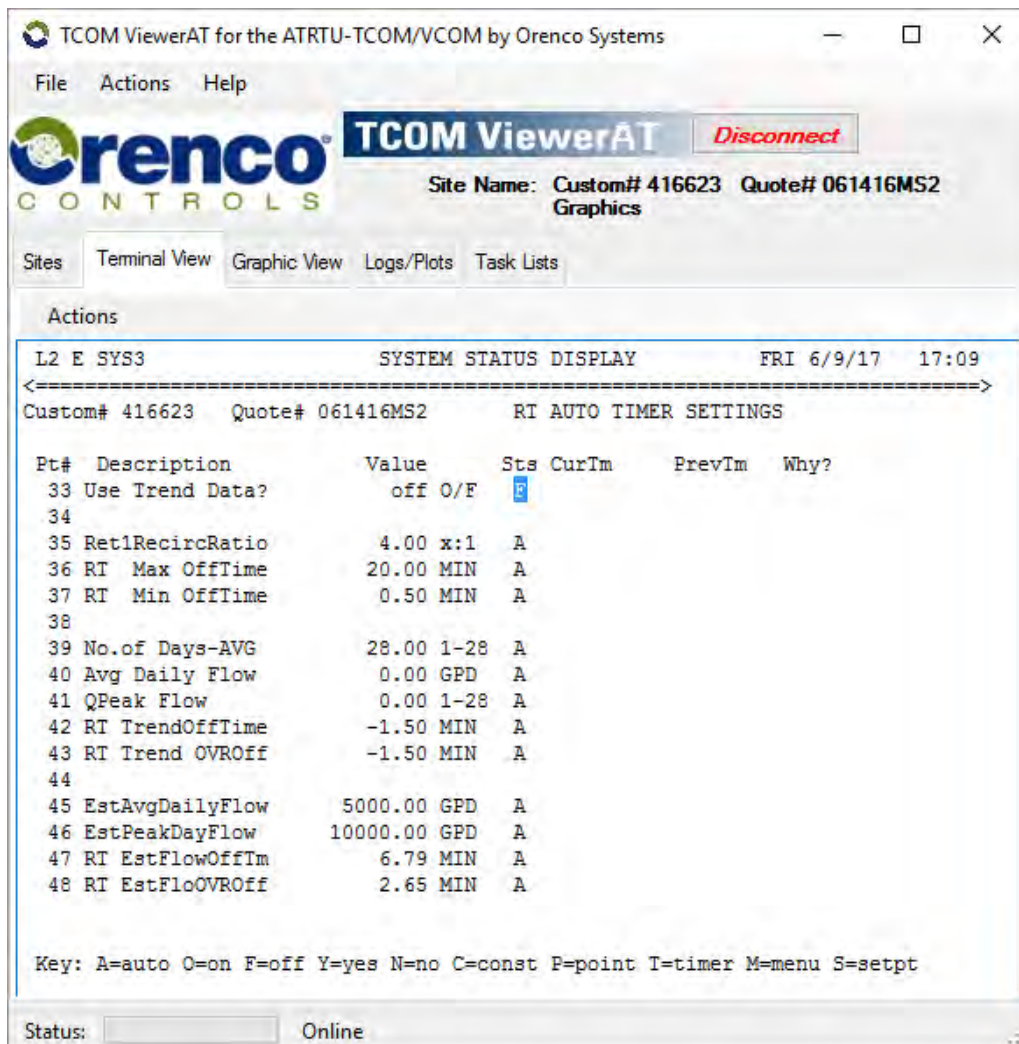 TCOM ViewerAT for the ATRTU-TCOM/VCOM by Orenco Systems
File Actions Help
Orenco®
CONTROLS
TCOM ViewerAT
Disconnect
Site Name: Custom# 416623 Quote# 061416MS2
Graphics
Sites Terminal View Graphic View Logs/Plots Task Lists
Actions
L2 E SYS3 SYSTEM STATUS DISPLAY FRI 6/9/17 17:09
<============================================================================>
Custom# 416623 Quote# 061416MS2 RT AUTO TIMER SETTINGS
Pt# Description Value Sts CurTm PrevTm Why?
33 Use Trend Data? off O/F F
34
35 Ret1RecircRatio 4.00 x:1 A
36 RT Max OffTime 20.00 MIN A
37 RT Min OffTime 0.50 MIN A
38
39 No.of Days-AVG 28.00 1-28 A
40 Avg Daily Flow 0.00 GPD A
41 QPeak Flow 0.00 1-28 A
42 RT TrendOffTime -1.50 MIN A
43 RT Trend OVROff -1.50 MIN A
44
45 EstAvgDailyFlow 5000.00 GPD A
46 EstPeakDayFlow 10000.00 GPD A
47 RT EstFlowOffTm 6.79 MIN A
48 RT EstFloOVROff 2.65 MIN A
Key: A=auto O=on F=off Y=yes N=no C=const P=point T=timer M=menu S=setpt
Status: Online